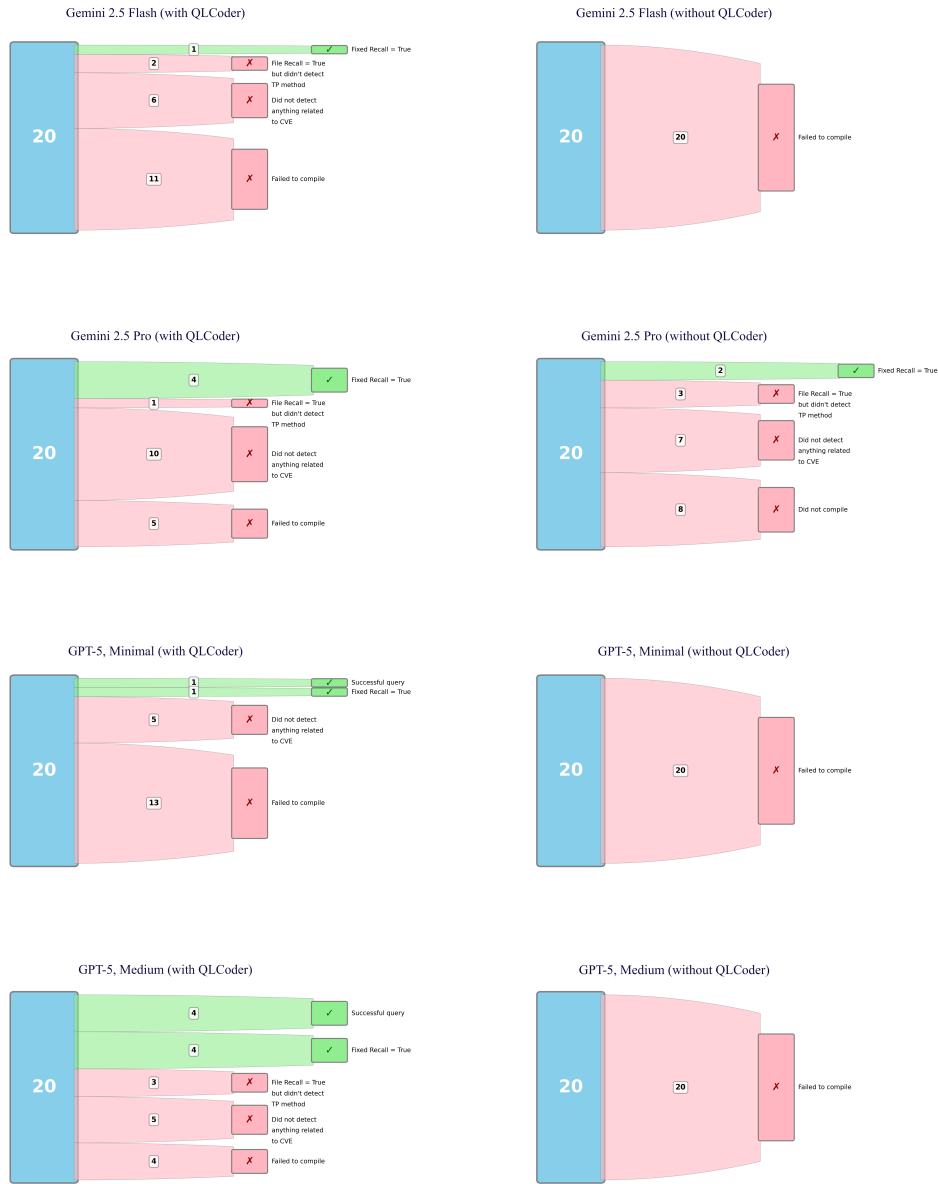 Gemini 2.5 Flash (with QLCoder)
20
1
✓
Fixed Recall = True
2
✗
File Recall = True
but didn't detect
TP method
6
✗
Did not detect
anything related
to CVE
11
✗
Failed to compile
Gemini 2.5 Flash (without QLCoder)
20
20
✗
Failed to compile
Gemini 2.5 Pro (with QLCoder)
20
4
✓
Fixed Recall = True
1
✗
File Recall = True
but didn't detect
TP method
10
✗
Did not detect
anything related
to CVE
5
✗
Failed to compile
Gemini 2.5 Pro (without QLCoder)
20
2
✓
Fixed Recall = True
3
✗
File Recall = True
but didn't detect
TP method
7
✗
Did not detect
anything related
to CVE
8
✗
Did not compile
GPT-5, Minimal (with QLCoder)
20
1
✓
Successful query
1
✓
Fixed Recall = True
5
✗
Did not detect
anything related
to CVE
13
✗
Failed to compile
GPT-5, Minimal (without QLCoder)
20
20
✗
Failed to compile
GPT-5, Medium (with QLCoder)
20
4
✓
Successful query
4
✓
Fixed Recall = True
3
✗
File Recall = True
but didn't detect
TP method
5
✗
Did not detect
anything related
to CVE
4
✗
Failed to compile
GPT-5, Medium (without QLCoder)
20
20
✗
Failed to compile